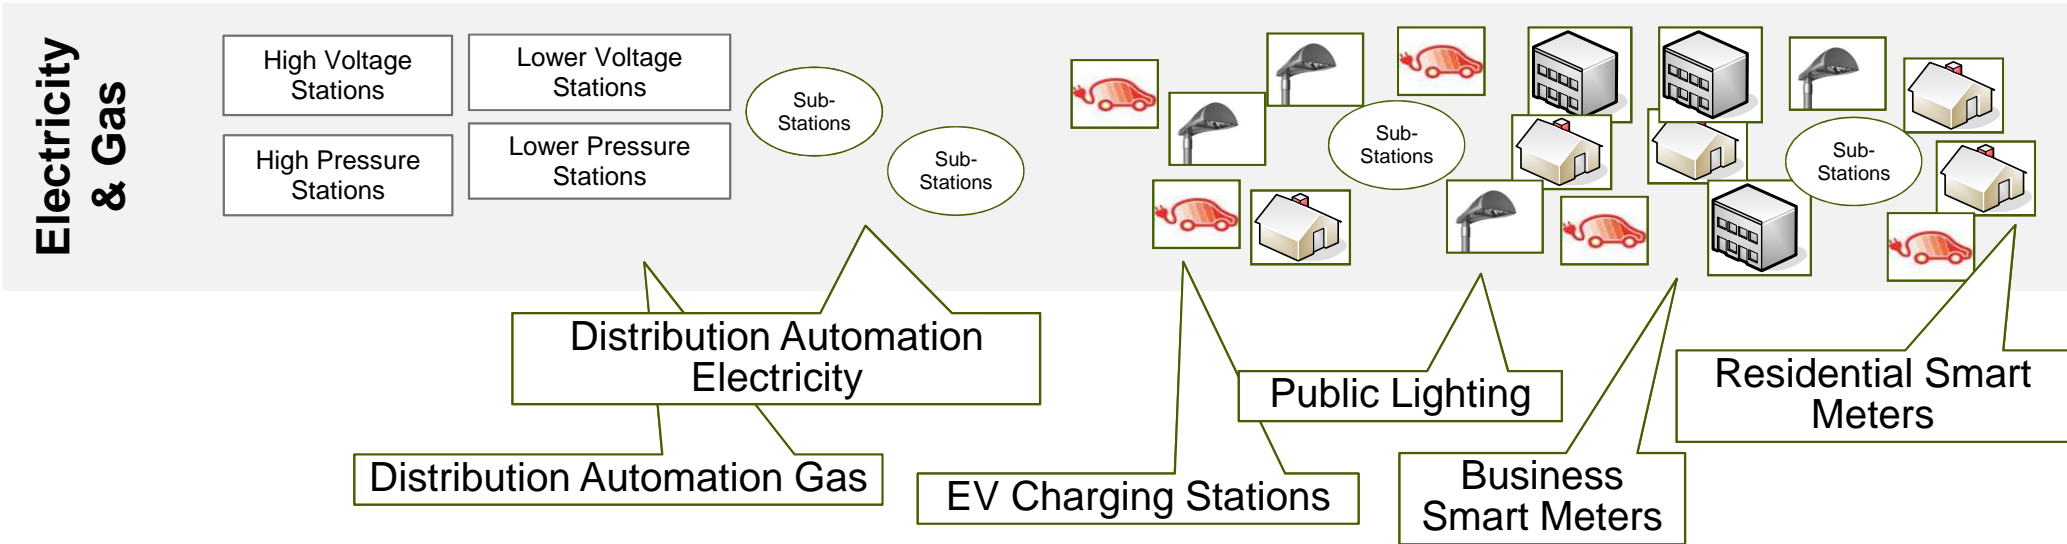 Electricity
& Gas
High Voltage
Stations
Lower Voltage
Stations
High Pressure
Stations
Lower Pressure
Stations
Sub-
Stations
Sub-
Stations
Sub-
Stations
Sub-
Stations
Distribution Automation
Electricity
Distribution Automation Gas
EV Charging Stations
Public Lighting
Business
Smart Meters
Residential Smart
Meters